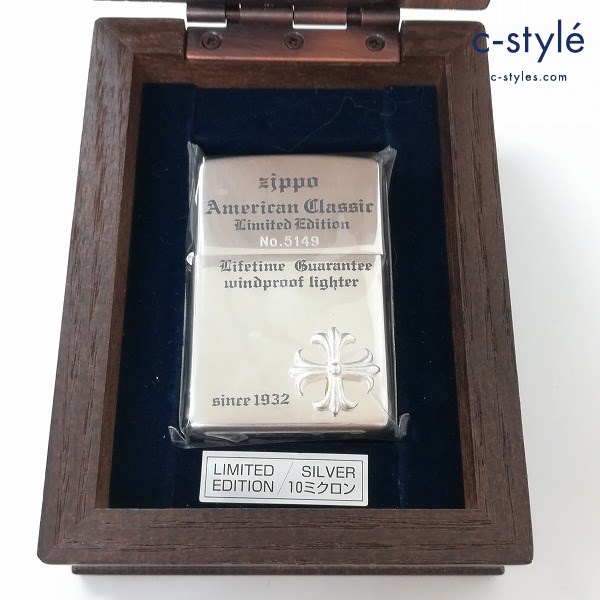 c-stylé
c-styles.com
zippo
American Classic
Limited Edition
No.5149
Lifetime Guarantee
windproof lighter
since 1932
LIMITED / SILVER
EDITION / 10ミクロン